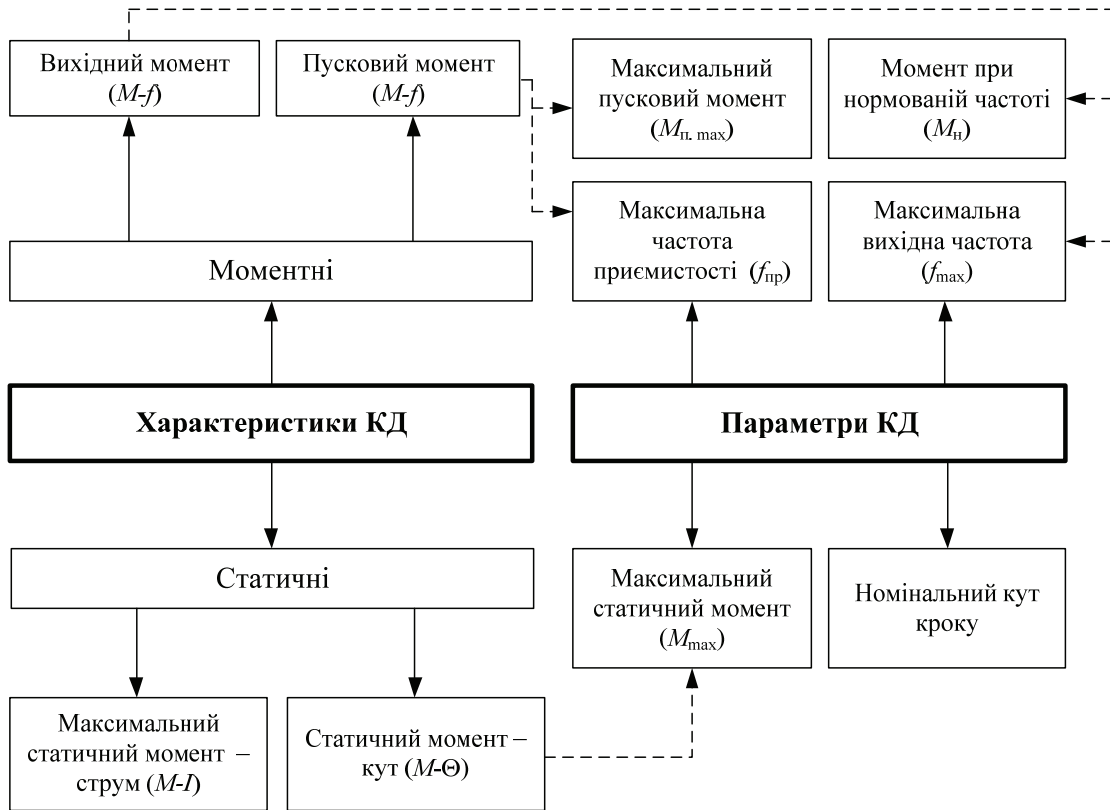 Вихідний момент
(M-f)
Пусковий момент
(M-f)
Максимальний
пусковий момент
(Mп. max)
Момент при
нормованій частоті
(Mн)
Максимальна
частота
приємистості (fпр)
Максимальна
вихідна частота
(fmax)
Моментні
Характеристики КД
Параметри КД
Статичні
Максимальний
статичний момент
(Mmax)
Номінальний кут
кроку
Максимальний
статичний момент –
струм (M-I)
Статичний момент –
кут (M-Θ)